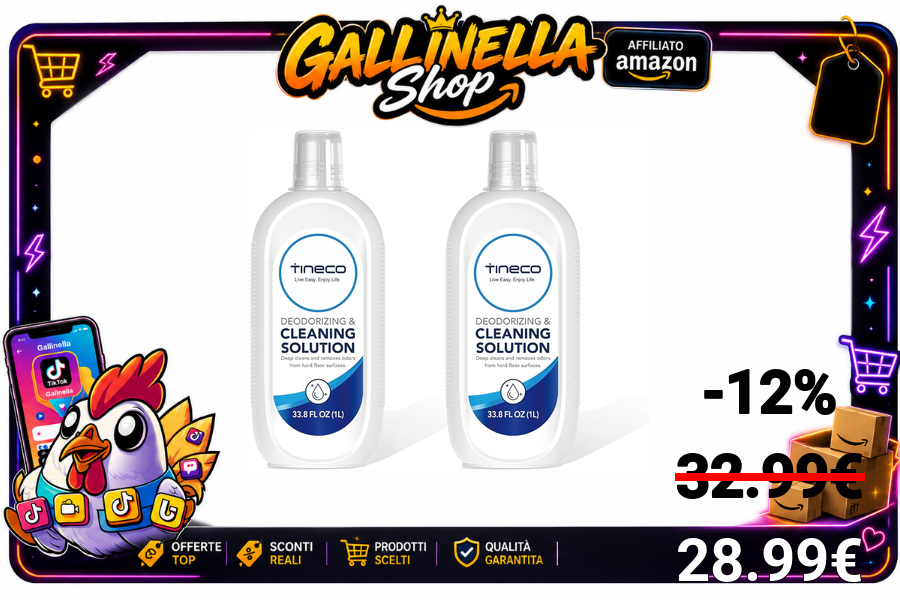 GALLINELLA
Shop
AFFILIATO
amazon
TINECO
Live Easy. Enjoy Life.
DEODORIZING &
CLEANING
SOLUTION
Deep cleans and removes odors
from hard floor surfaces.
33.8 FL OZ (1L)
TINECO
Live Easy. Enjoy Life.
DEODORIZING &
CLEANING
SOLUTION
Deep cleans and removes odors
from hard floor surfaces.
33.8 FL OZ (1L)
Gallinella
TikTok
Gallinella
-12%
32.99€
28.99€
OFFERTE
TOP
SCONTI
REALI
PRODOTTI
SCELTI
QUALITÀ
GARANTITA